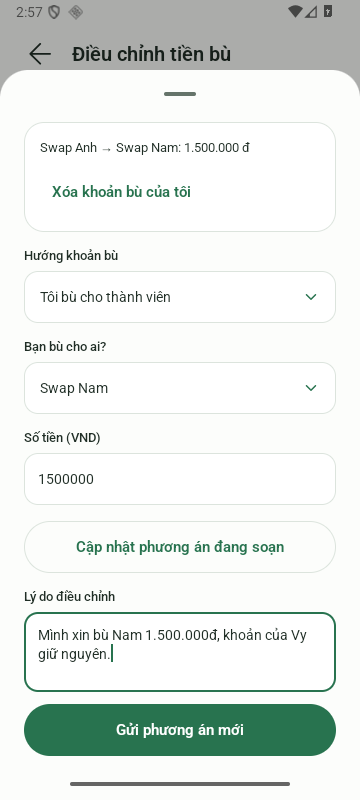 2:57
Điều chỉnh tiền bù
Swap Anh → Swap Nam: 1.500.000 đ
Xóa khoản bù của tôi
Hướng khoản bù
Tôi bù cho thành viên
Bạn bù cho ai?
Swap Nam
Số tiền (VND)
1500000
Cập nhật phương án đang soạn
Lý do điều chỉnh
Mình xin bù Nam 1.500.000đ, khoản của Vy
giữ nguyên.
Gửi phương án mới